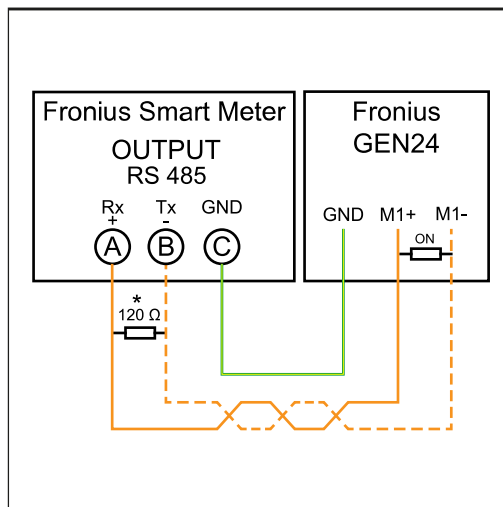 Fronius Smart Meter
OUTPUT
RS 485
Rx Tx GND
+ -
A B C
*
120 Ω
Fronius
GEN24
GND M1+ M1-
ON